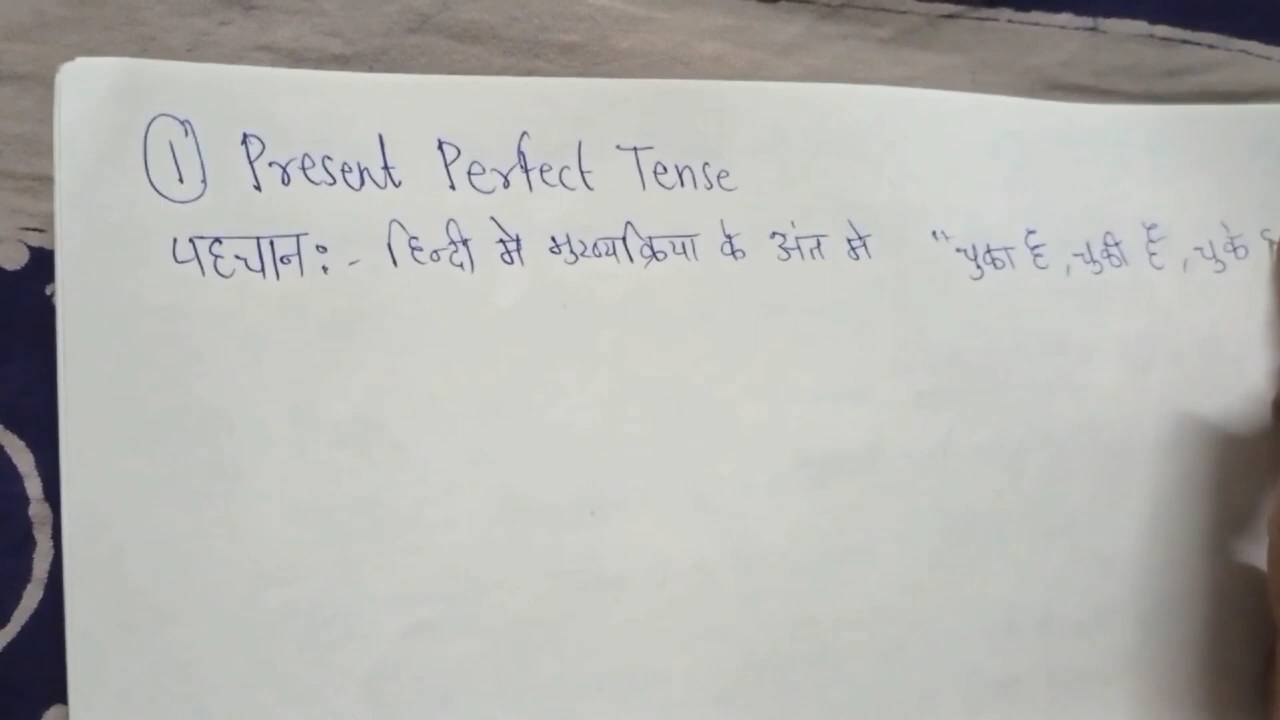 ① Present Perfect Tense
पहचान:- हिन्दी में मुख्यक्रिया के अंत में "चुका है, चुकी है, चुके